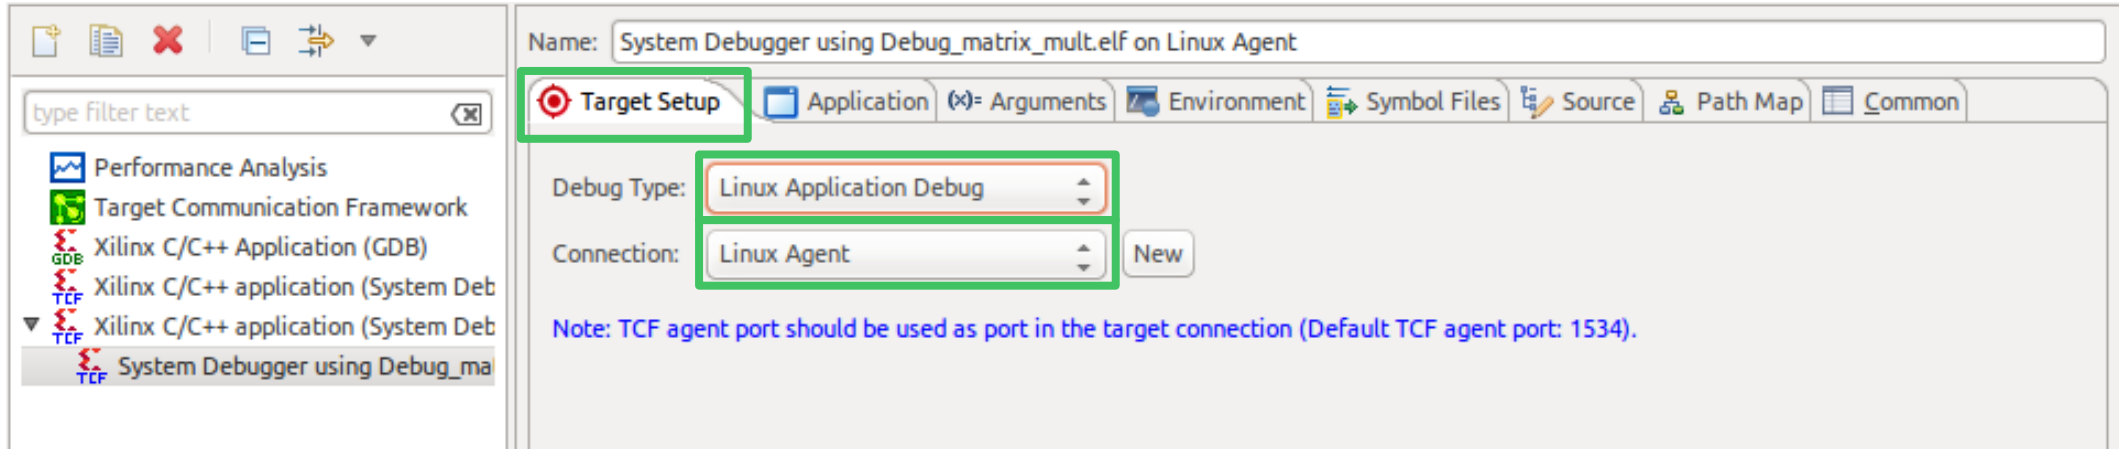 type filter text
Performance Analysis
Target Communication Framework
GDB
Xilinx C/C++ Application (GDB)
TCF
Xilinx C/C++ application (System Deb
TCF
Xilinx C/C++ application (System Deb
TCF
System Debugger using Debug_ma
Name: System Debugger using Debug_matrix_mult.elf on Linux Agent
Target Setup Application (x)= Arguments Environment Symbol Files Source Path Map Common
Debug Type: Linux Application Debug
Connection: Linux Agent New
Note: TCF agent port should be used as port in the target connection (Default TCF agent port: 1534).